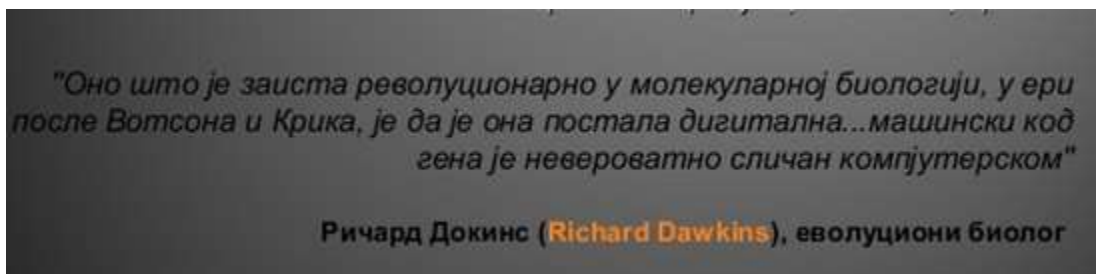 "Оно што је заиста револуционарно у молекуларној биологији, у ери
после Вотсона и Крика, је да је она постала дигитална...машински код
гена је невероватно сличан компјутерском"
Ричард Докинс (Richard Dawkins), еволуциони биолог